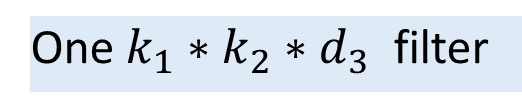 One k₁ * k₂ * d₃ filter